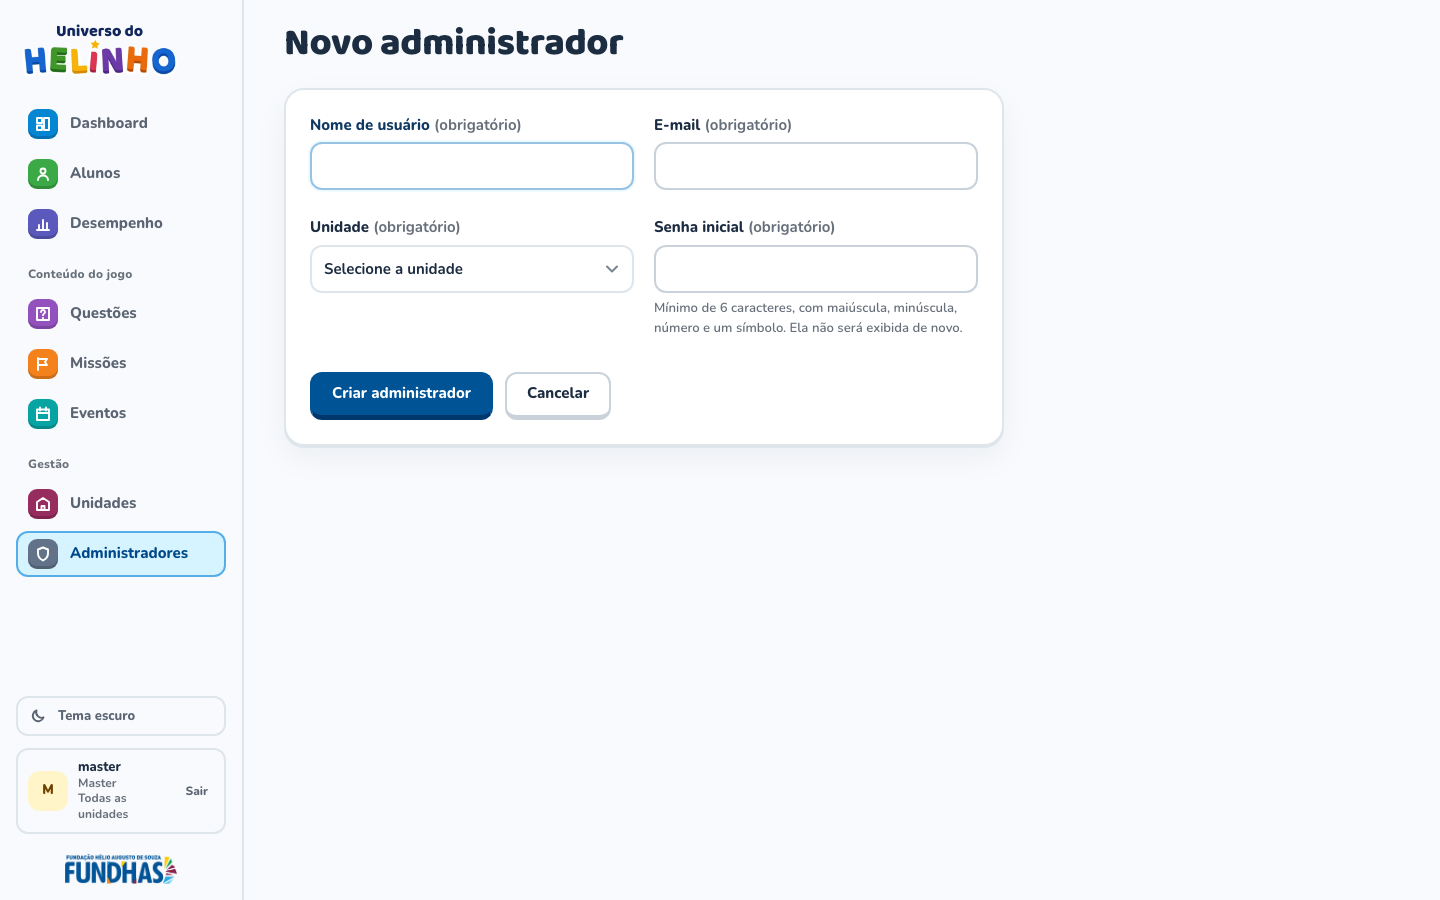 Universo do
HELiNHO
Dashboard
Alunos
Desempenho
Conteúdo do jogo
Questões
Missões
Eventos
Gestão
Unidades
Administradores
Tema escuro
M
master
Master
Todas as
unidades
Sair
FUNDAÇÃO HÉLIO AUGUSTO DE SOUZA
FUNDHAS
Novo administrador
Nome de usuário (obrigatório)
E-mail (obrigatório)
Unidade (obrigatório)
Selecione a unidade
Senha inicial (obrigatório)
Mínimo de 6 caracteres, com maiúscula, minúscula,
número e um símbolo. Ela não será exibida de novo.
Criar administrador
Cancelar